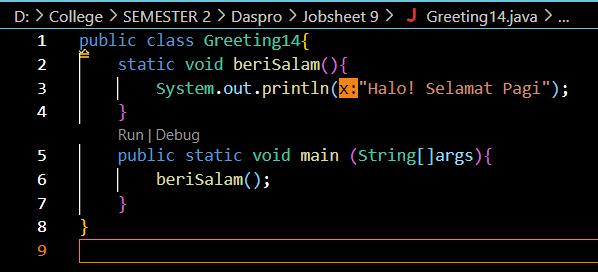 D: > College > SEMESTER 2 > Daspro > Jobsheet 9 > J Greeting14.java > ...
1 public class Greeting14{
2 static void beriSalam(){
3 System.out.println(x:"Halo! Selamat Pagi");
4 }
Run | Debug
5 public static void main (String[]args){
6 beriSalam();
7 }
8 }
9